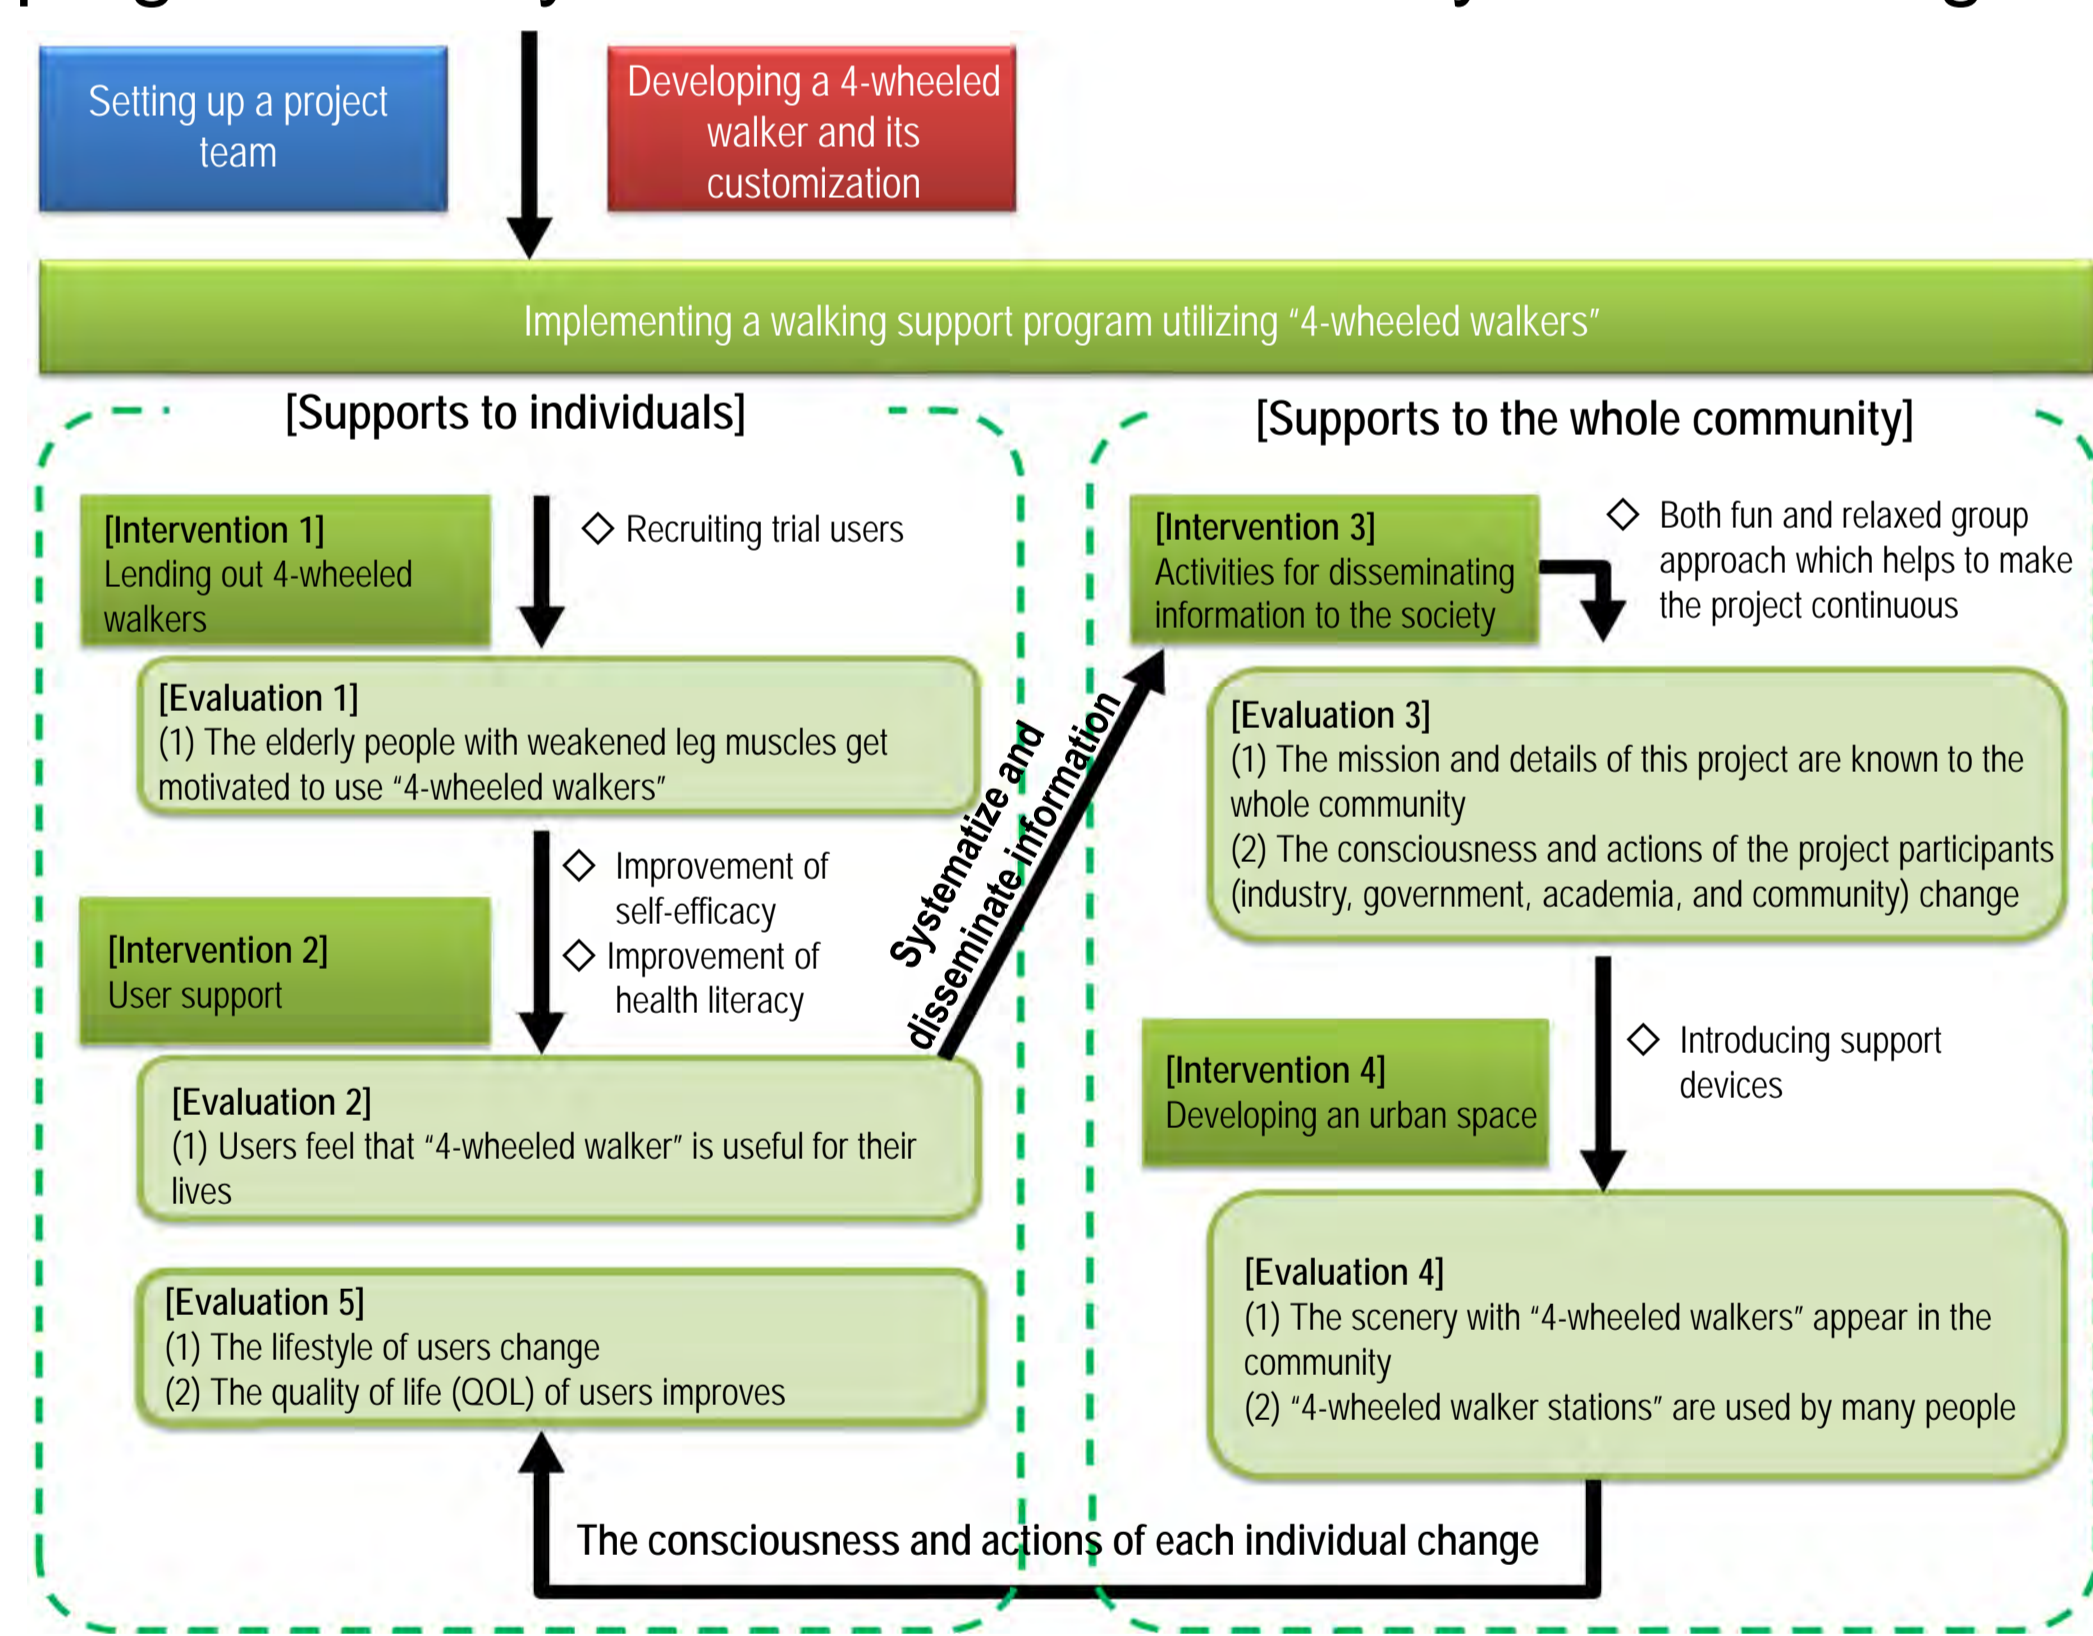 Setting up a project
team
Developing a 4-wheeled
walker and its
customization
Implementing a walking support program utilizing “4-wheeled walkers”
[Supports to individuals]
[Intervention 1]
Lending out 4-wheeled
walkers
◇ Recruiting trial users
[Evaluation 1]
(1) The elderly people with weakened leg muscles get
motivated to use “4-wheeled walkers”
◇ Improvement of
self-efficacy
◇ Improvement of
health literacy
[Intervention 2]
User support
[Evaluation 2]
(1) Users feel that “4-wheeled walker” is useful for their
lives
Systematize and
disseminate information
[Supports to the whole community]
[Intervention 3]
Activities for disseminating
information to the society
◇ Both fun and relaxed group
approach which helps to make
the project continuous
[Evaluation 3]
(1) The mission and details of this project are known to the
whole community
(2) The consciousness and actions of the project participants
(industry, government, academia, and community) change
[Intervention 4]
Developing an urban space
◇ Introducing support
devices
[Evaluation 4]
(1) The scenery with “4-wheeled walkers” appear in the
community
(2) “4-wheeled walker stations” are used by many people
The consciousness and actions of each individual change
[Evaluation 5]
(1) The lifestyle of users change
(2) The quality of life (QOL) of users improves